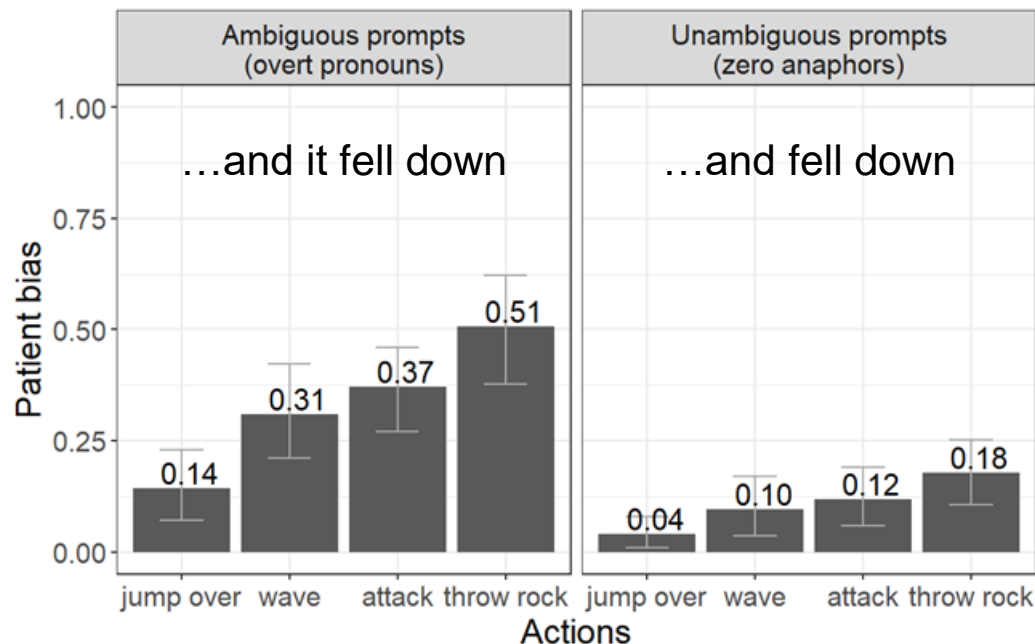 Ambiguous prompts
(overt pronouns)
Unambiguous prompts
(zero anaphors)
Patient bias
1.00
0.75
0.50
0.25
0.00
…and it fell down
0.14
0.31
0.37
0.51
…and fell down
0.04
0.10
0.12
0.18
jump over wave attack throw rock
jump over wave attack throw rock
Actions